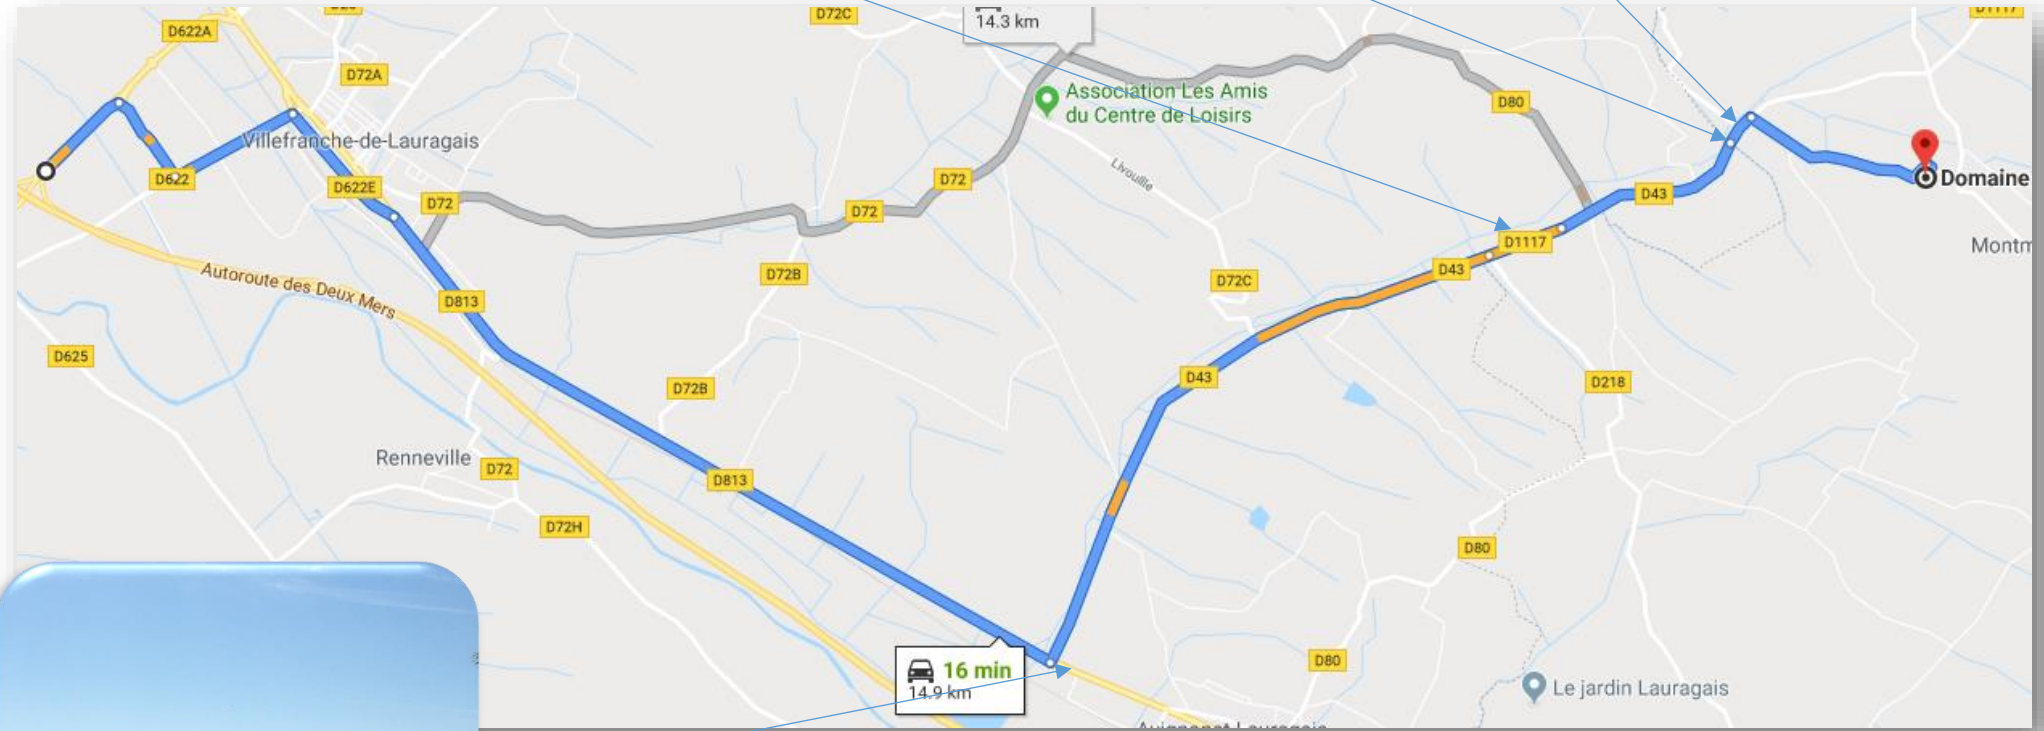 D72C
14.3 km
D622A
D72A
Association Les Amis
du Centre de Loisirs
D80
Villefranche-de-Lauragais
Livouille
D622
D622E
D72
D72
D72
D43
Domaine
D1117
Autoroute des Deux Mers
D72B
D43
D72C
D813
D625
D72B
D43
D218
Renneville
D72
D813
D72H
D80
16 min
14.9 km
D80
Le jardin Lauragais